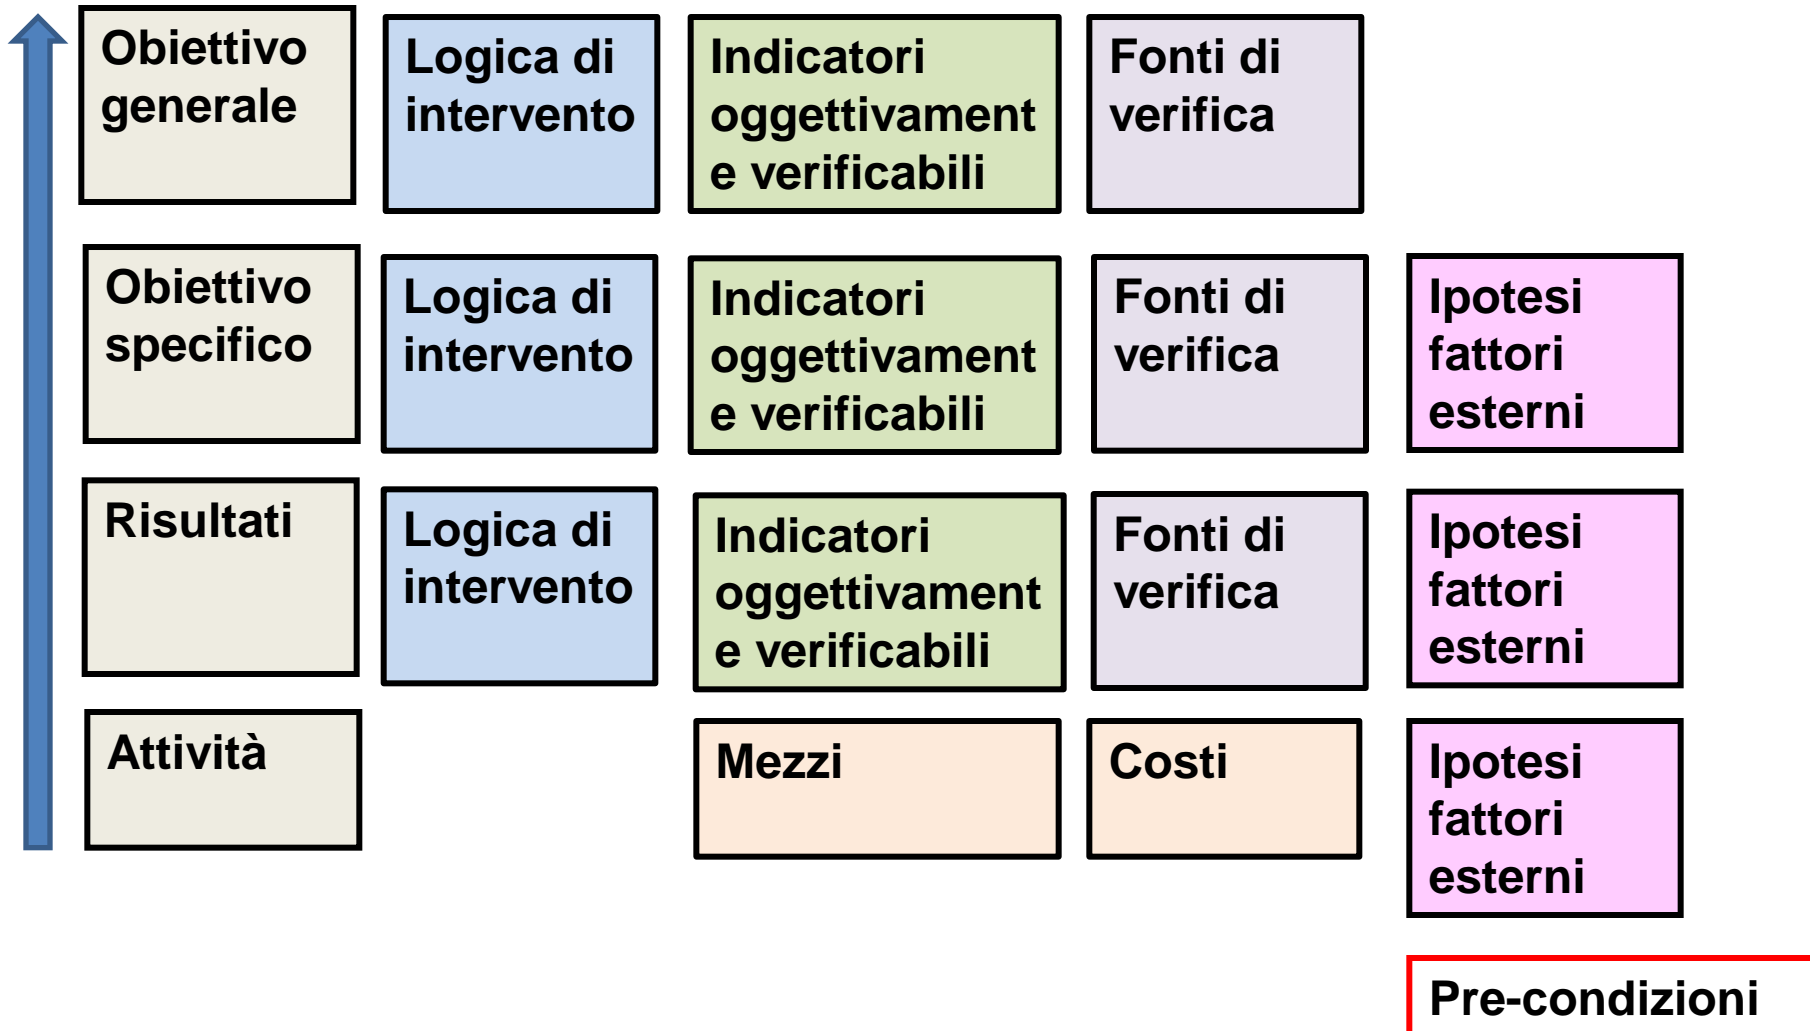 Obiettivo
generale
Logica di
intervento
Indicatori
oggettivament
e verificabili
Fonti di
verifica
Obiettivo
specifico
Logica di
intervento
Indicatori
oggettivament
e verificabili
Fonti di
verifica
Ipotesi
fattori
esterni
Risultati
Logica di
intervento
Indicatori
oggettivament
e verificabili
Fonti di
verifica
Ipotesi
fattori
esterni
Attività
Mezzi
Costi
Ipotesi
fattori
esterni
Pre-condizioni